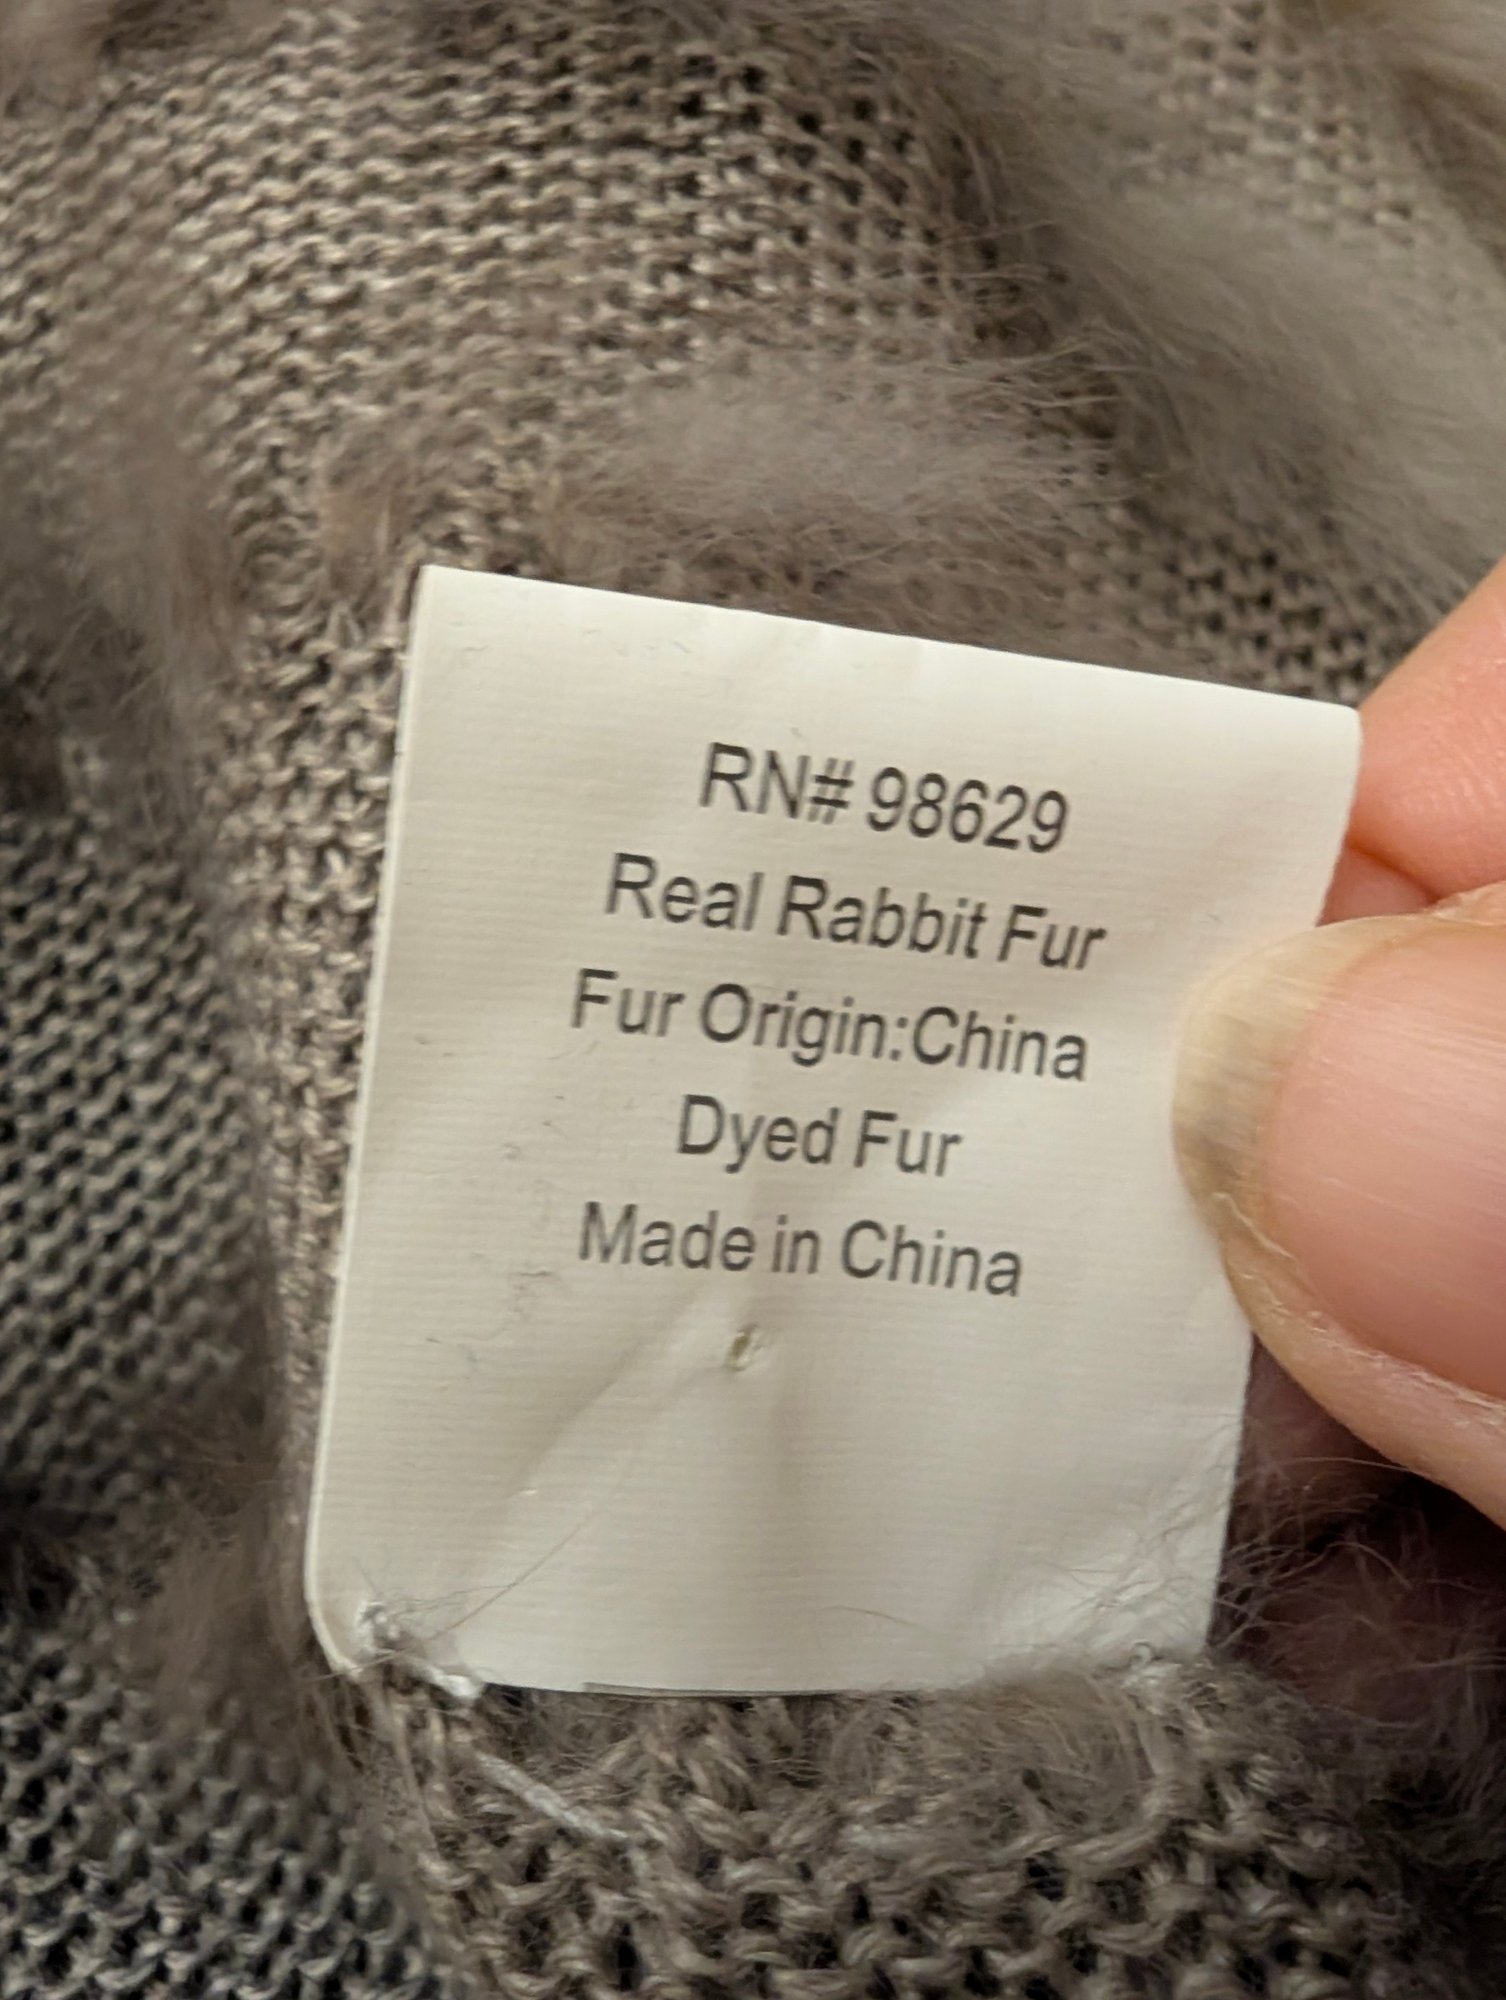 RN# 98629
Real Rabbit Fur
Fur Origin:China
Dyed Fur
Made in China